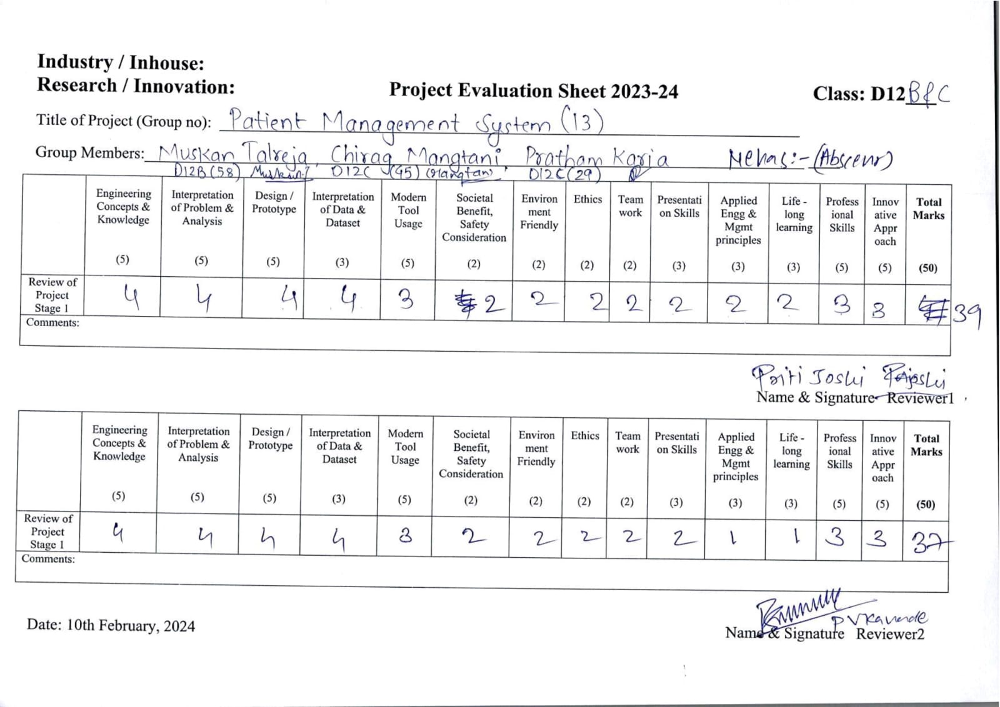 Industry / Inhouse:
Research / Innovation:
Project Evaluation Sheet 2023-24
Class: D12 B & C
Title of Project (Group no): Patient Management System (13)
Group Members: Muskan Talreja, Chirag Mangtani, Pratham Karia
D12B (58) D12C (45) D12C (29)
Engineering Concepts & Knowledge (5) Interpretation of Problem & Analysis (5) Design / Prototype (5) Interpretation of Data & Dataset (3) Modern Tool Usage (5) Societal Benefit, Safety Consideration (2) Environ ment Friendly (2) Ethics (2) Team work (2) Presentati on Skills (3) Applied Engg & Mgmt principles (3) Life - long learning (3) Profess ional Skills (5) Innov ative Appr oach (5) Total Marks (50)
Review of Project Stage 1 4 4 4 4 3 2 2 2 2 2 2 2 3 3 39
Comments:
Priti Joshi
Name & Signature Reviewer1
Engineering Concepts & Knowledge (5) Interpretation of Problem & Analysis (5) Design / Prototype (5) Interpretation of Data & Dataset (3) Modern Tool Usage (5) Societal Benefit, Safety Consideration (2) Environ ment Friendly (2) Ethics (2) Team work (2) Presentati on Skills (3) Applied Engg & Mgmt principles (3) Life - long learning (3) Profess ional Skills (5) Innov ative Appr oach (5) Total Marks (50)
Review of Project Stage 1 4 4 4 4 3 2 2 2 2 2 1 1 3 3 37
Comments:
Date: 10th February, 2024
Name & Signature Reviewer2